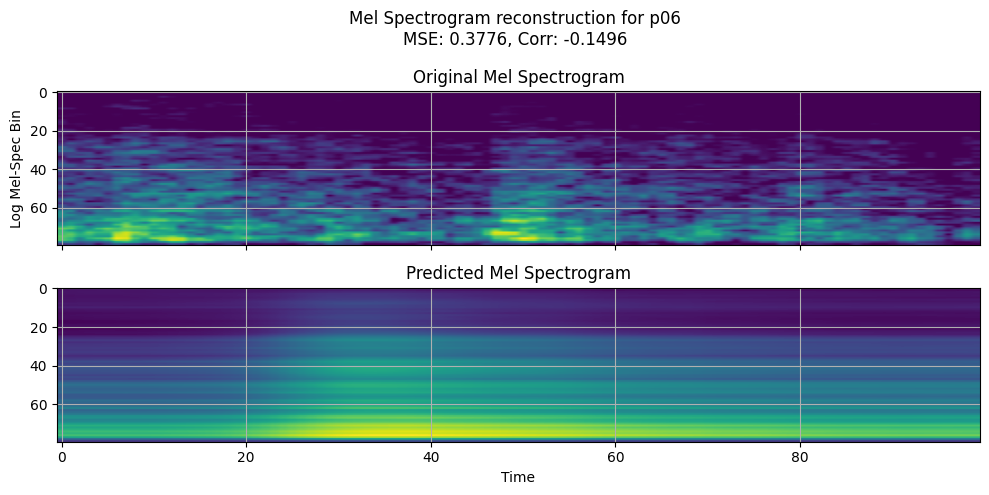 Mel Spectrogram reconstruction for p06
MSE: 0.3776, Corr: -0.1496
Original Mel Spectrogram
0
20
40
60
Log Mel-Spec Bin
Predicted Mel Spectrogram
0
20
40
60
0 20 40 60 80
Time